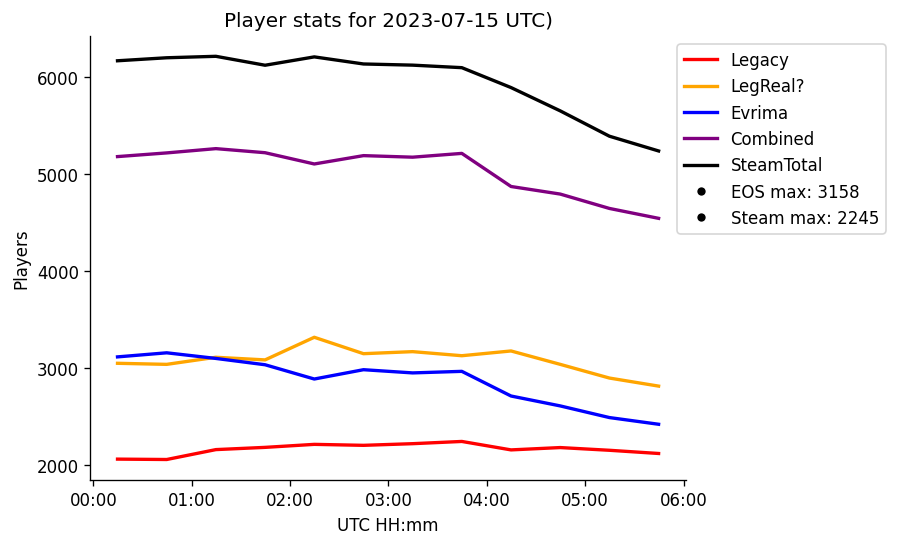 Player stats for 2023-07-15 UTC)
Legacy
LegReal?
Evrima
Combined
SteamTotal
EOS max: 3158
Steam max: 2245
Players
6000
5000
4000
3000
2000
00:00 01:00 02:00 03:00 04:00 05:00 06:00
UTC HH:mm